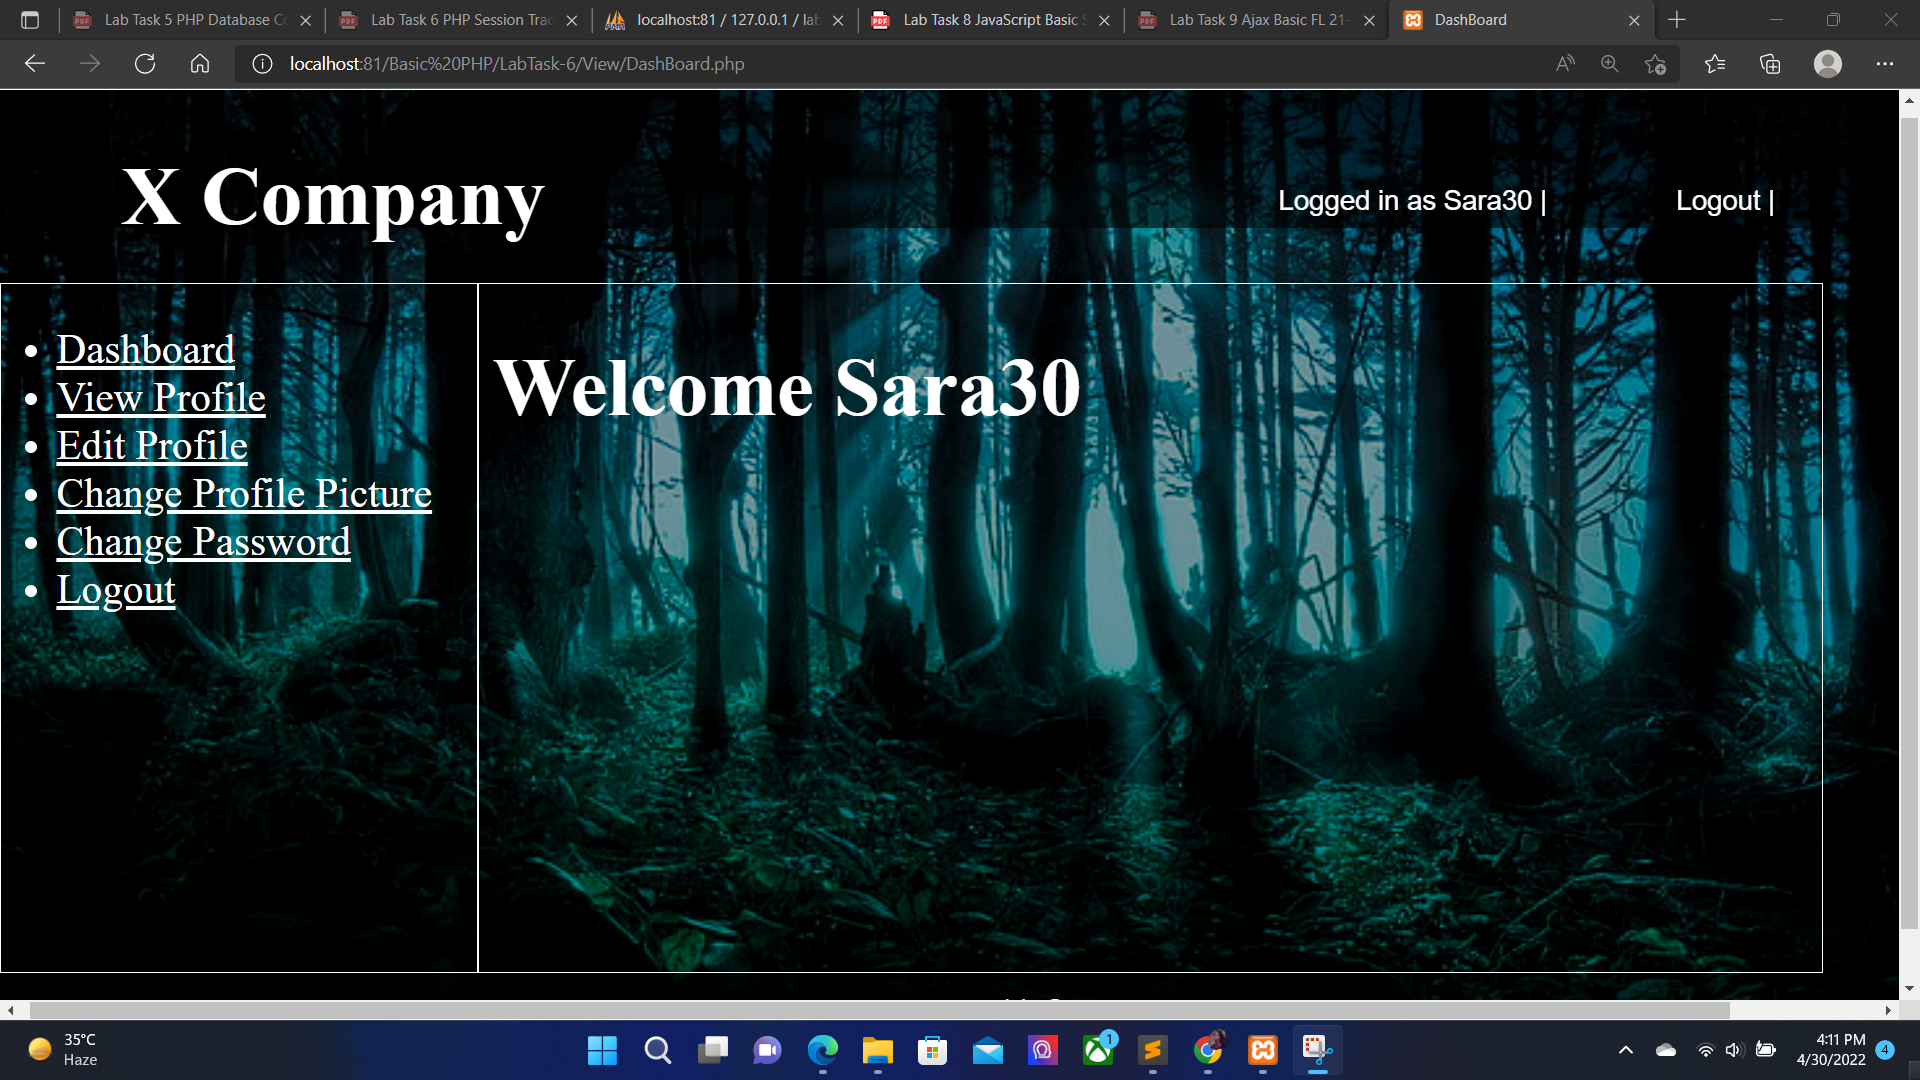 Lab Task 5 PHP Database Co
Lab Task 6 PHP Session Trac
localhost:81 / 127.0.0.1 / lab
Lab Task 8 JavaScript Basic S
Lab Task 9 Ajax Basic FL 21-
DashBoard
localhost:81/Basic%20PHP/LabTask-6/View/DashBoard.php
X Company
Logged in as Sara30 |
Logout |
Dashboard
View Profile
Edit Profile
Change Profile Picture
Change Password
Logout
Welcome Sara30
35°C
Haze
1
4:11 PM
4/30/2022
4